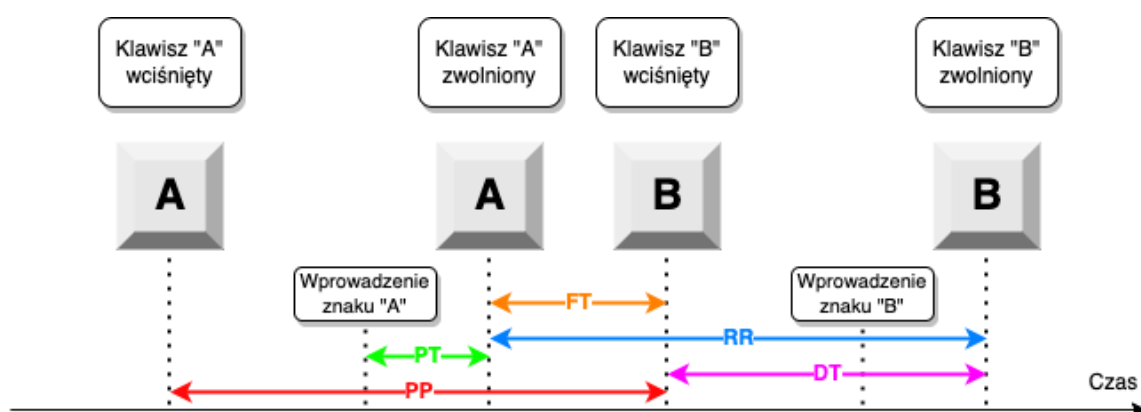 Klawisz "A"
wciśnięty
Klawisz "A"
zwolniony
Klawisz "B"
wciśnięty
Klawisz "B"
zwolniony
A
A
B
B
Wprowadzenie
znaku "A"
Wprowadzenie
znaku "B"
FT
RR
PT
DT
PP
Czas